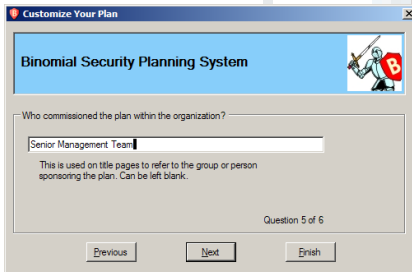 Customize Your Plan
Binomial Security Planning System
B
Who commissioned the plan within the organization?
Senior Management Team
This is used on title pages to refer to the group or person
sponsoring the plan. Can be left blank.
Question 5 of 6
Previous
Next
Finish